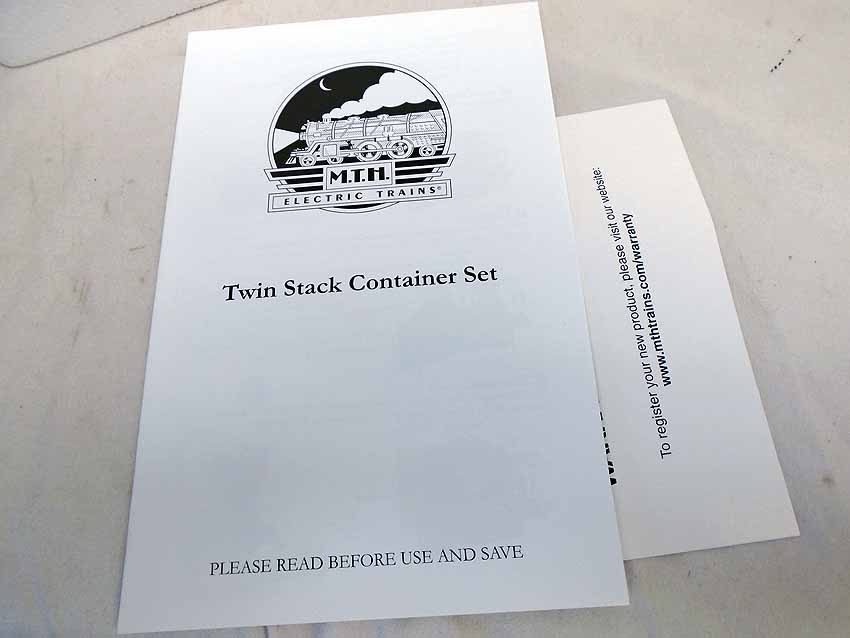 M.T.H.
ELECTRIC TRAINS®
Twin Stack Container Set
PLEASE READ BEFORE USE AND SAVE
To register your new product, please visit our website:
www.mthtrains.com/warranty